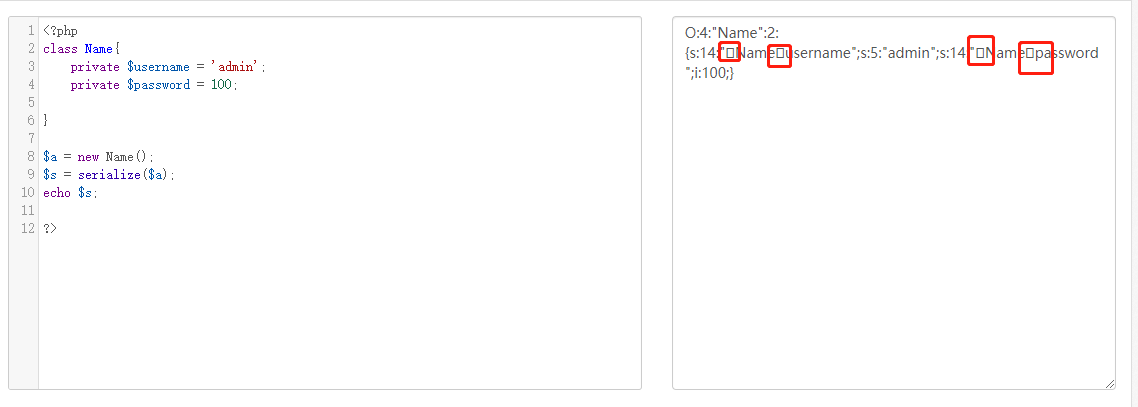 1 <?php
2 class Name{
3 private $username = 'admin';
4 private $password = 100;
5
6 }
7
8 $a = new Name();
9 $s = serialize($a);
10 echo $s;
11
12 ?>
O:4:"Name":2:
{s:14:"▯Name▯username";s:5:"admin";s:14:"▯Name▯password
";i:100;}